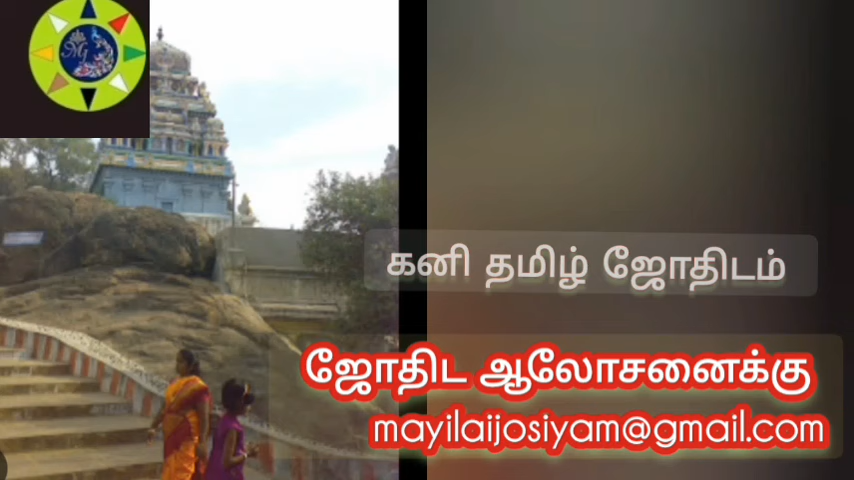 கனி தமிழ் ஜோதிடம்
ஜோதிட ஆலோசனைக்கு
mayilaijosiyam@gmail.com